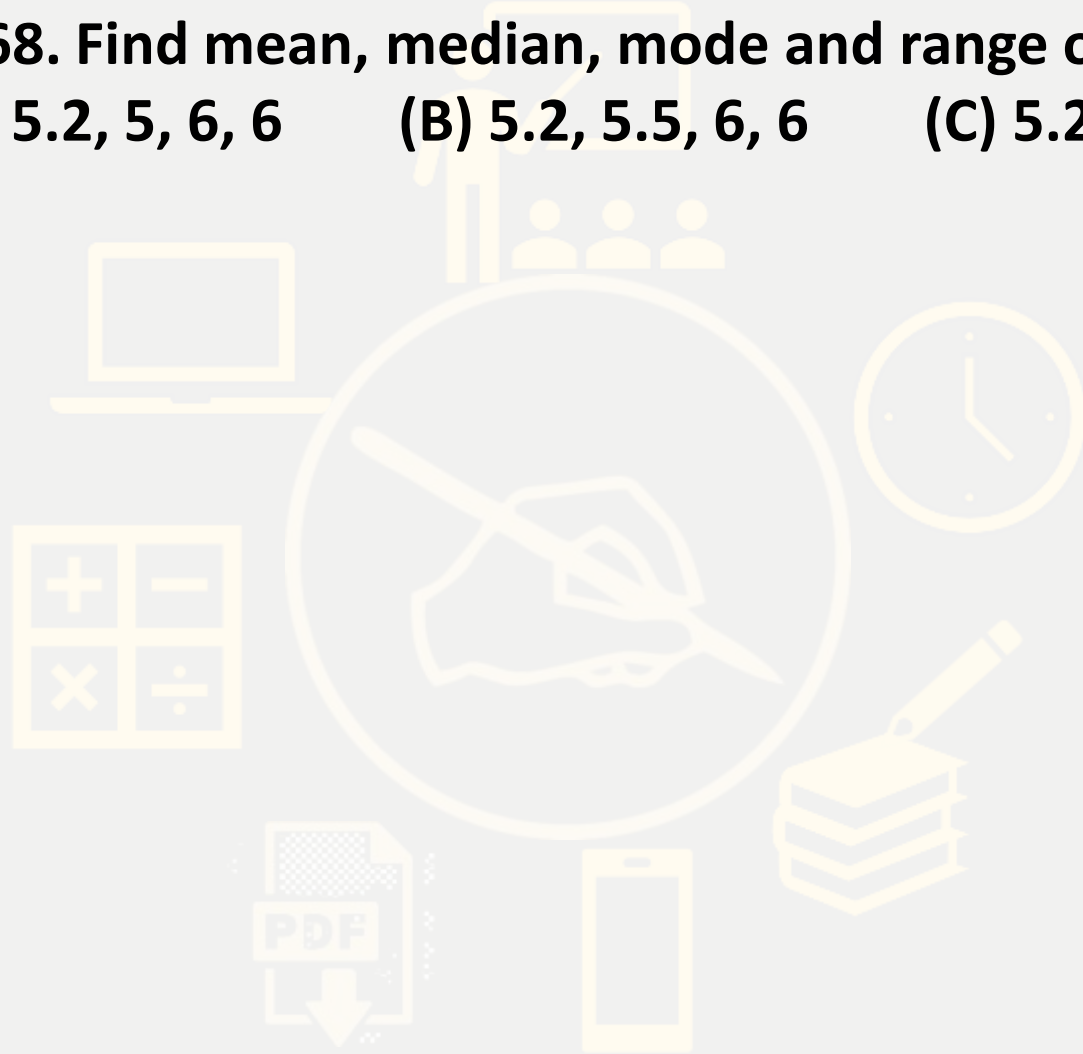 68. Find mean, median, mode and range
5.2, 5, 6, 6 (B) 5.2, 5.5, 6, 6 (C) 5.2
PDF